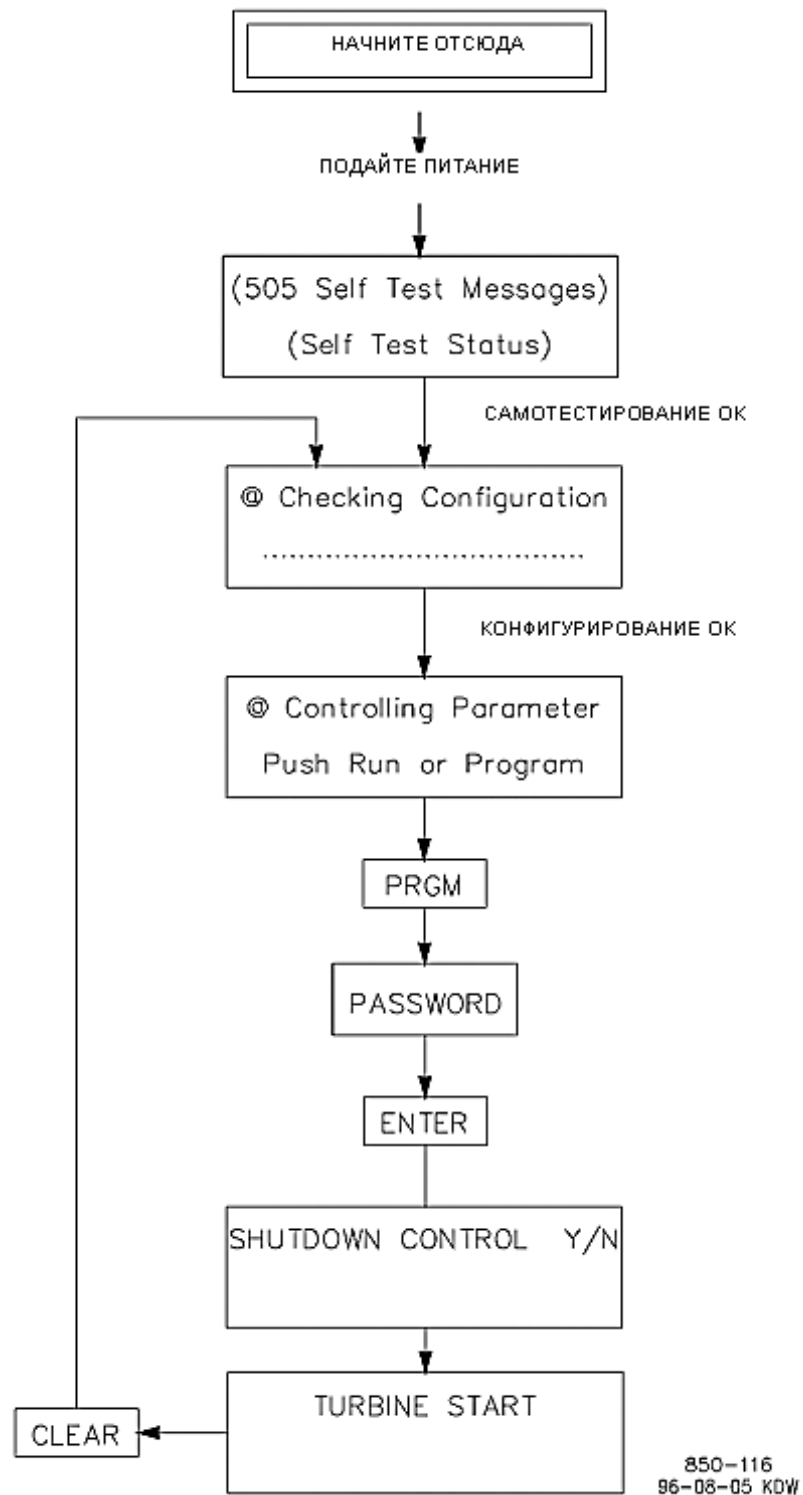 НАЧНИТЕ ОТСЮДА
ПОДАЙТЕ ПИТАНИЕ
(505 Self Test Messages)
(Self Test Status)
САМОТЕСТИРОВАНИЕ ОК
@ Checking Configuration
..................................
КОНФИГУРИРОВАНИЕ ОК
@ Controlling Parameter
Push Run or Program
PRGM
PASSWORD
ENTER
SHUTDOWN CONTROL Y/N
TURBINE START
CLEAR
850-116
96-08-05 KDW